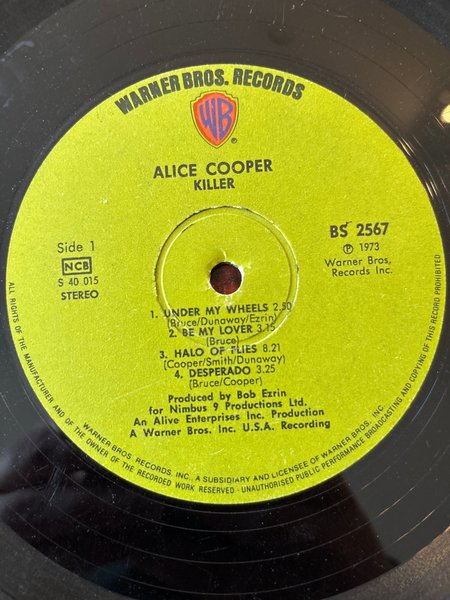 WARNER BROS. RECORDS
WB
®
ALICE COOPER
KILLER
Side 1
NCB
S 40 015
STEREO
BS 2567
Ⓟ 1973
Warner Bros,
Records Inc.
1. UNDER MY WHEELS 2.50
(Bruce/Dunaway/Ezrin)
2. BE MY LOVER 3.15
(Bruce)
3. HALO OF FLIES 8.21
(Cooper/Smith/Dunaway)
4. DESPERADO 3.25
(Bruce/Cooper)
Produced by Bob Ezrin
for Nimbus 9 Productions Ltd.
An Alive Enterprises Inc. Production
A Warner Bros. Inc. U.S.A. Recording
WARNER BROS. RECORDS INC., A SUBSIDIARY AND LICENSEE OF WARNER BROS. INC.
ALL RIGHTS OF THE MANUFACTURER AND OF THE OWNER OF THE RECORDED WORK RESERVED · UNAUTHORISED PUBLIC PERFORMANCE BROADCASTING AND COPYING OF THIS RECORD PROHIBITED